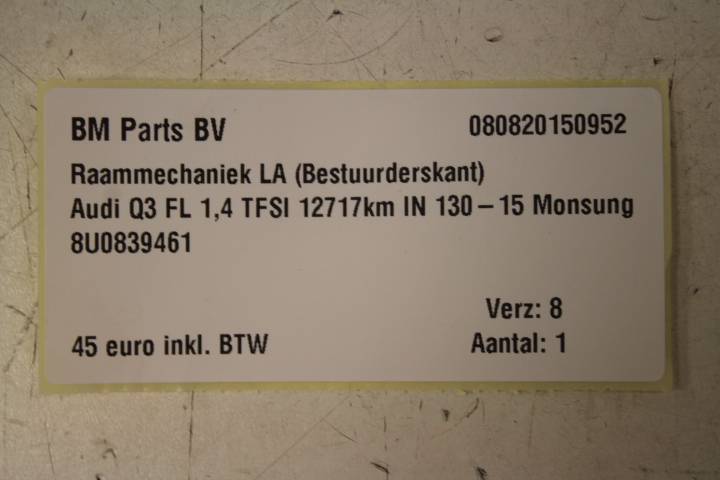 BM Parts BV 080820150952
Raammechaniek LA (Bestuurderskant)
Audi Q3 FL 1,4 TFSI 12717km IN 130 – 15 Monsung
8U0839461
Verz: 8
45 euro inkl. BTW Aantal: 1